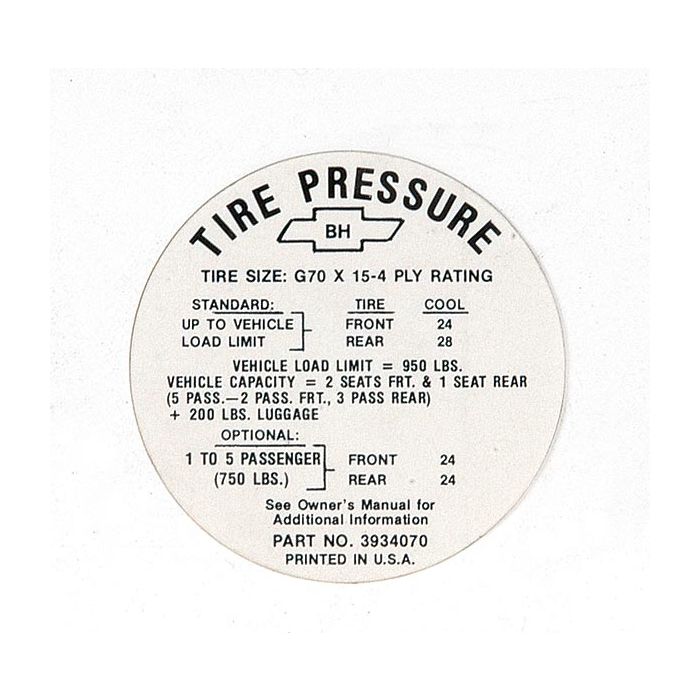 TIRE PRESSURE
BH
TIRE SIZE: G70 X 15-4 PLY RATING
STANDARD: TIRE COOL
UP TO VEHICLE FRONT 24
LOAD LIMIT REAR 28
VEHICLE LOAD LIMIT = 950 LBS.
VEHICLE CAPACITY = 2 SEATS FRT. & 1 SEAT REAR
(5 PASS.—2 PASS. FRT., 3 PASS REAR)
+ 200 LBS. LUGGAGE
OPTIONAL:
1 TO 5 PASSENGER FRONT 24
(750 LBS.) REAR 24
See Owner's Manual for
Additional Information
PART NO. 3934070
PRINTED IN U.S.A.